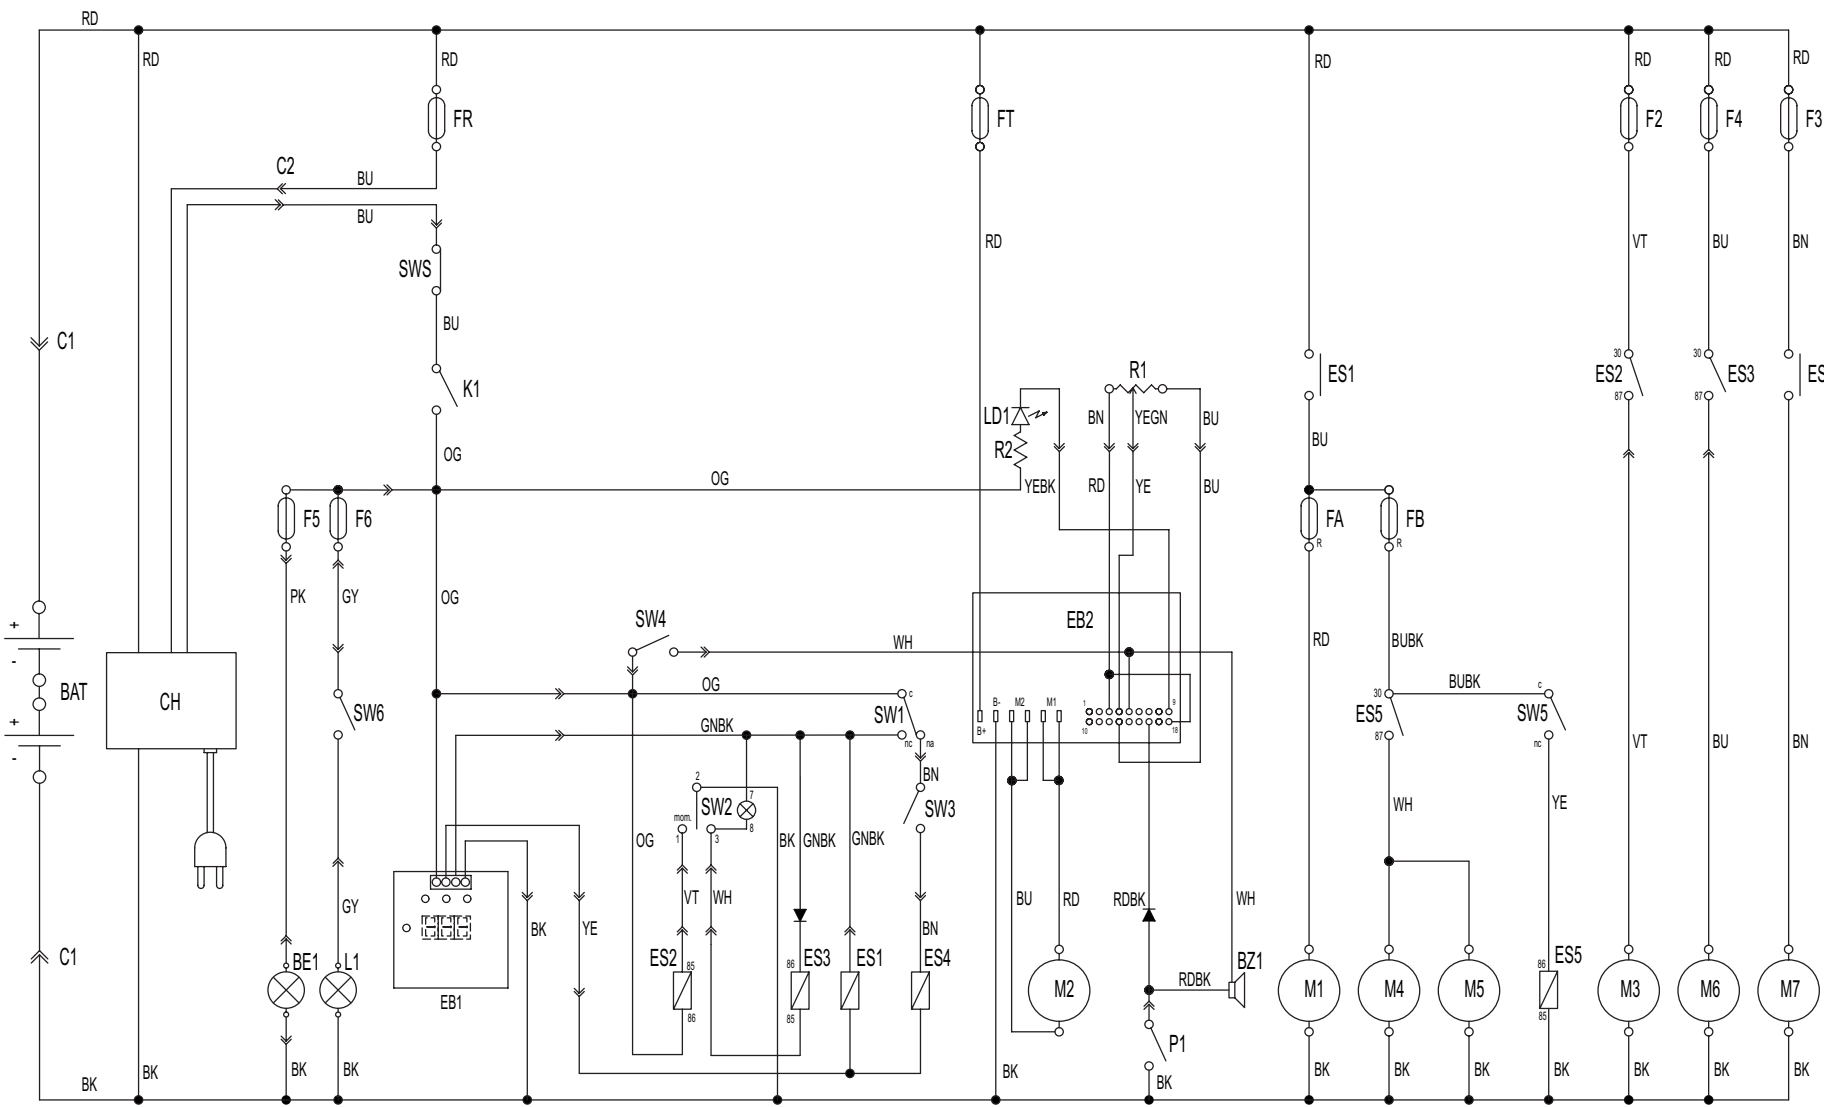 RD
RD RD RD RD RD RD
FR FT F2 F4 F3
C2 BU
BU
RD VT BU BN
SWS
BU
C1
K1
R1
ES1 30 ES2 87 30 ES3 87 ES
LD1 BN YEGN BU
R2
OG
BU
OG
YEBK RD YE BU
F5 F6 FA R FB R
PK GY OG
SW4 EB2
WH RD BUBK
+
-
BAT
+
-
CH
SW6
OG c
SW1
GNBK nc na
B- M2 M1 1 9
B+ 10 18
30 BUBK c
ES5 SW5
87 nc
VT BU BN
BN
2
SW2 7
mom. 8
1 3
SW3
WH YE
OG BK GNBK GNBK
VT WH
GY
BK YE
BU RD RDBK WH
BN
C1
BE1 L1
EB1
ES2 85 86
86 ES3 85
ES1 ES4
M2
RDBK BZ1
M1 M4 M5
86 ES5 85
M3 M6 M7
P1
BK BK BK BK BK BK BK BK BK BK BK BK BK